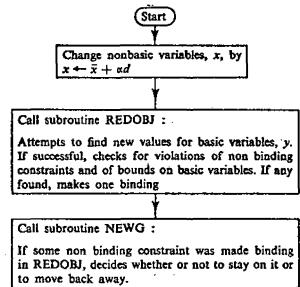 Start
Change nonbasic variables, x, by
x ← x̄ + αd
Call subroutine REDOBJ :
Attempts to find new values for basic variables, y.
If successful, checks for violations of non binding
constraints and of bounds on basic variables. If any
found, makes one binding
Call subroutine NEWG :
If some non binding constraint was made binding
in REDOBJ, decides whether or not to stay on it or
to move back away.